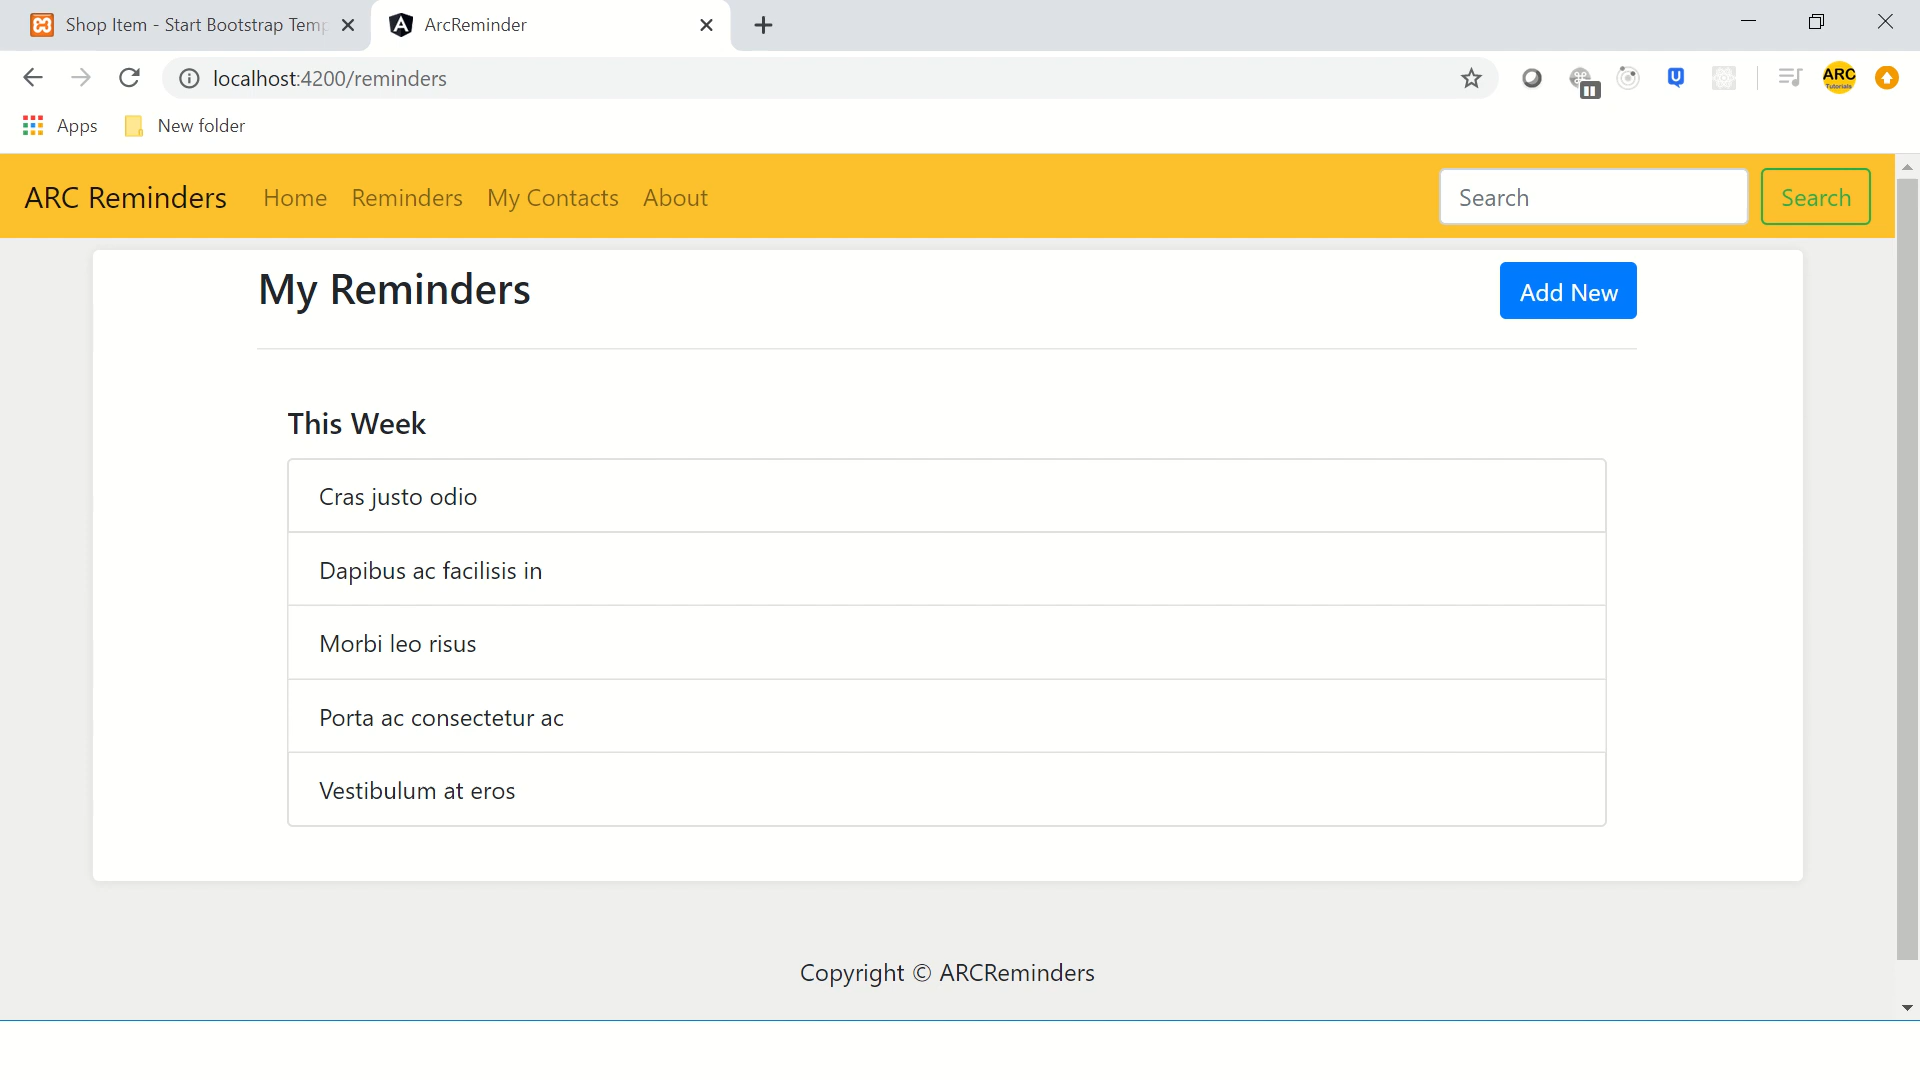 Shop Item - Start Bootstrap Temp
ArcReminder
localhost:4200/reminders
ARC
Tutorials
Apps
New folder
ARC Reminders
Home
Reminders
My Contacts
About
Search
Search
My Reminders
Add New
This Week
Cras justo odio
Dapibus ac facilisis in
Morbi leo risus
Porta ac consectetur ac
Vestibulum at eros
Copyright © ARCReminders